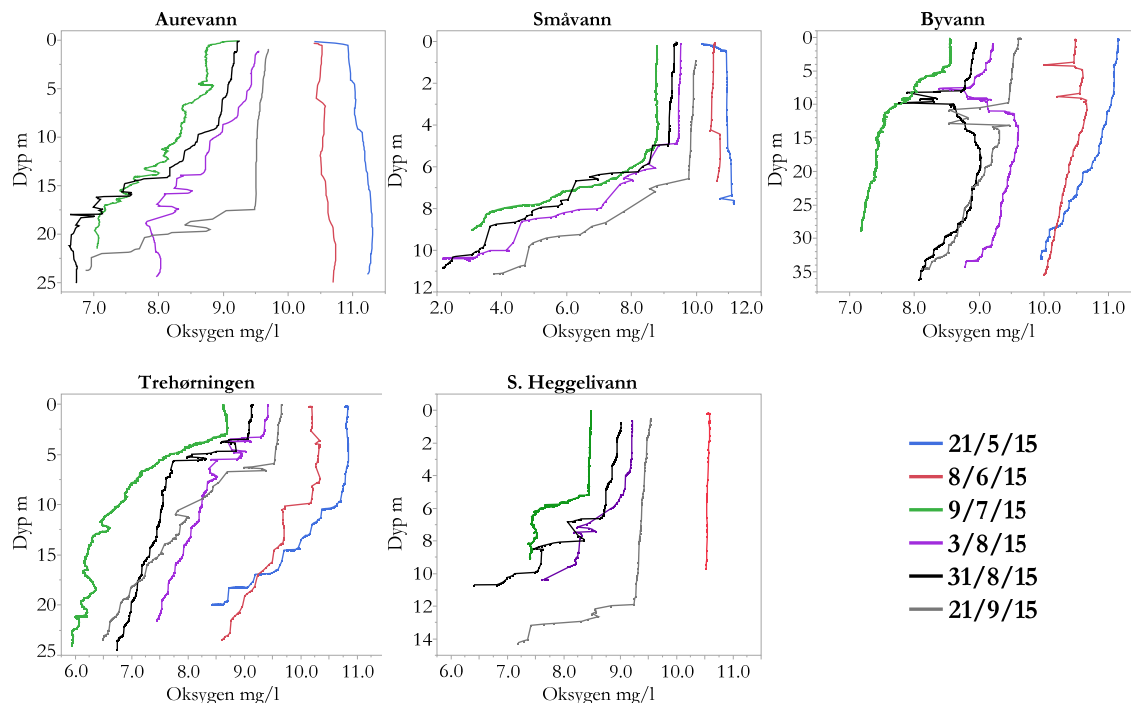 Aurevann
0
5
10
15
20
25
Dyp m
7.0 8.0 9.0 10.0 11.0
Oksygen mg/l
Småvann
0
2
4
6
8
10
12
Dyp m
2.0 4.0 6.0 8.0 10.0 12.0
Oksygen mg/l
Byvann
0
5
10
15
20
25
30
35
Dyp m
7.0 8.0 9.0 10.0 11.0
Oksygen mg/l
Trehørningen
0
5
10
15
20
25
Dyp m
6.0 7.0 8.0 9.0 10.0 11.0
Oksygen mg/l
S. Heggelivann
0
2
4
6
8
10
12
14
Dyp m
6.0 7.0 8.0 9.0 10.0 11.0
Oksygen mg/l
21/5/15
8/6/15
9/7/15
3/8/15
31/8/15
21/9/15